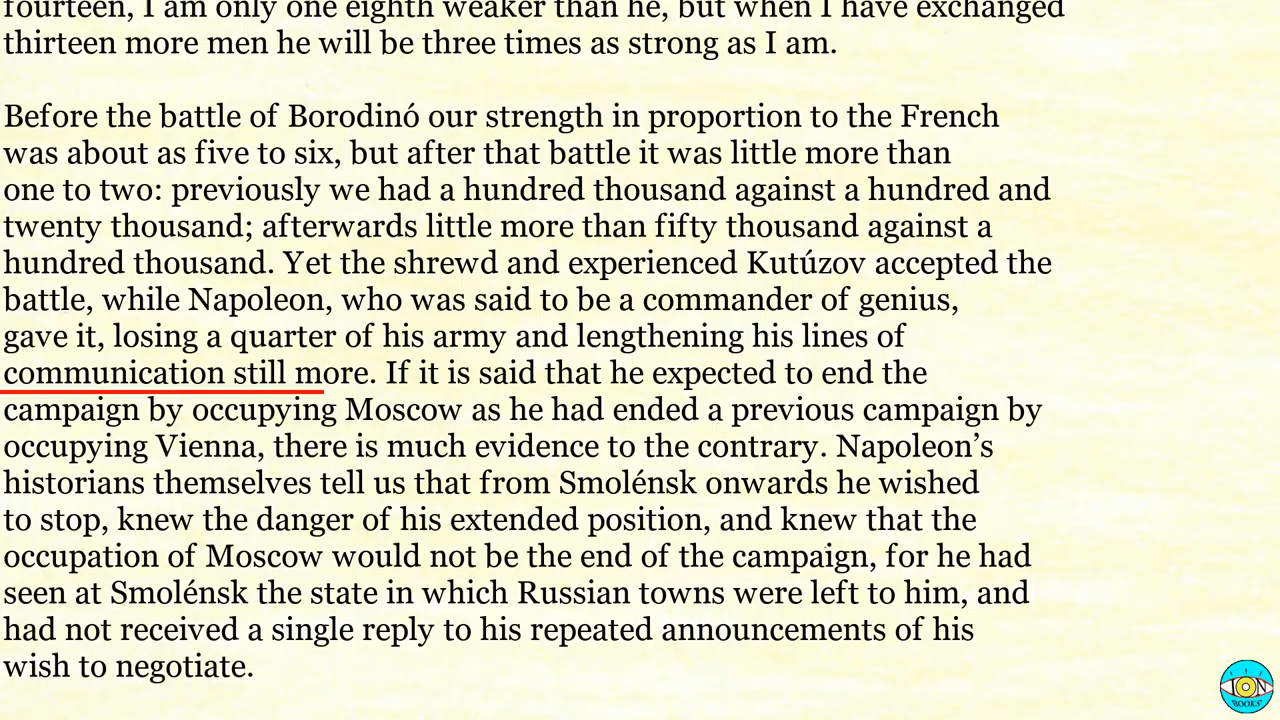 fourteen, I am only one eighth weaker than he, but when I have exchanged
thirteen more men he will be three times as strong as I am.
Before the battle of Borodinó our strength in proportion to the French
was about as five to six, but after that battle it was little more than
one to two: previously we had a hundred thousand against a hundred and
twenty thousand; afterwards little more than fifty thousand against a
hundred thousand. Yet the shrewd and experienced Kutúzov accepted the
battle, while Napoleon, who was said to be a commander of genius,
gave it, losing a quarter of his army and lengthening his lines of
communication still more. If it is said that he expected to end the
campaign by occupying Moscow as he had ended a previous campaign by
occupying Vienna, there is much evidence to the contrary. Napoleon’s
historians themselves tell us that from Smolénsk onwards he wished
to stop, knew the danger of his extended position, and knew that the
occupation of Moscow would not be the end of the campaign, for he had
seen at Smolénsk the state in which Russian towns were left to him, and
had not received a single reply to his repeated announcements of his
wish to negotiate.
ION
BOOKS